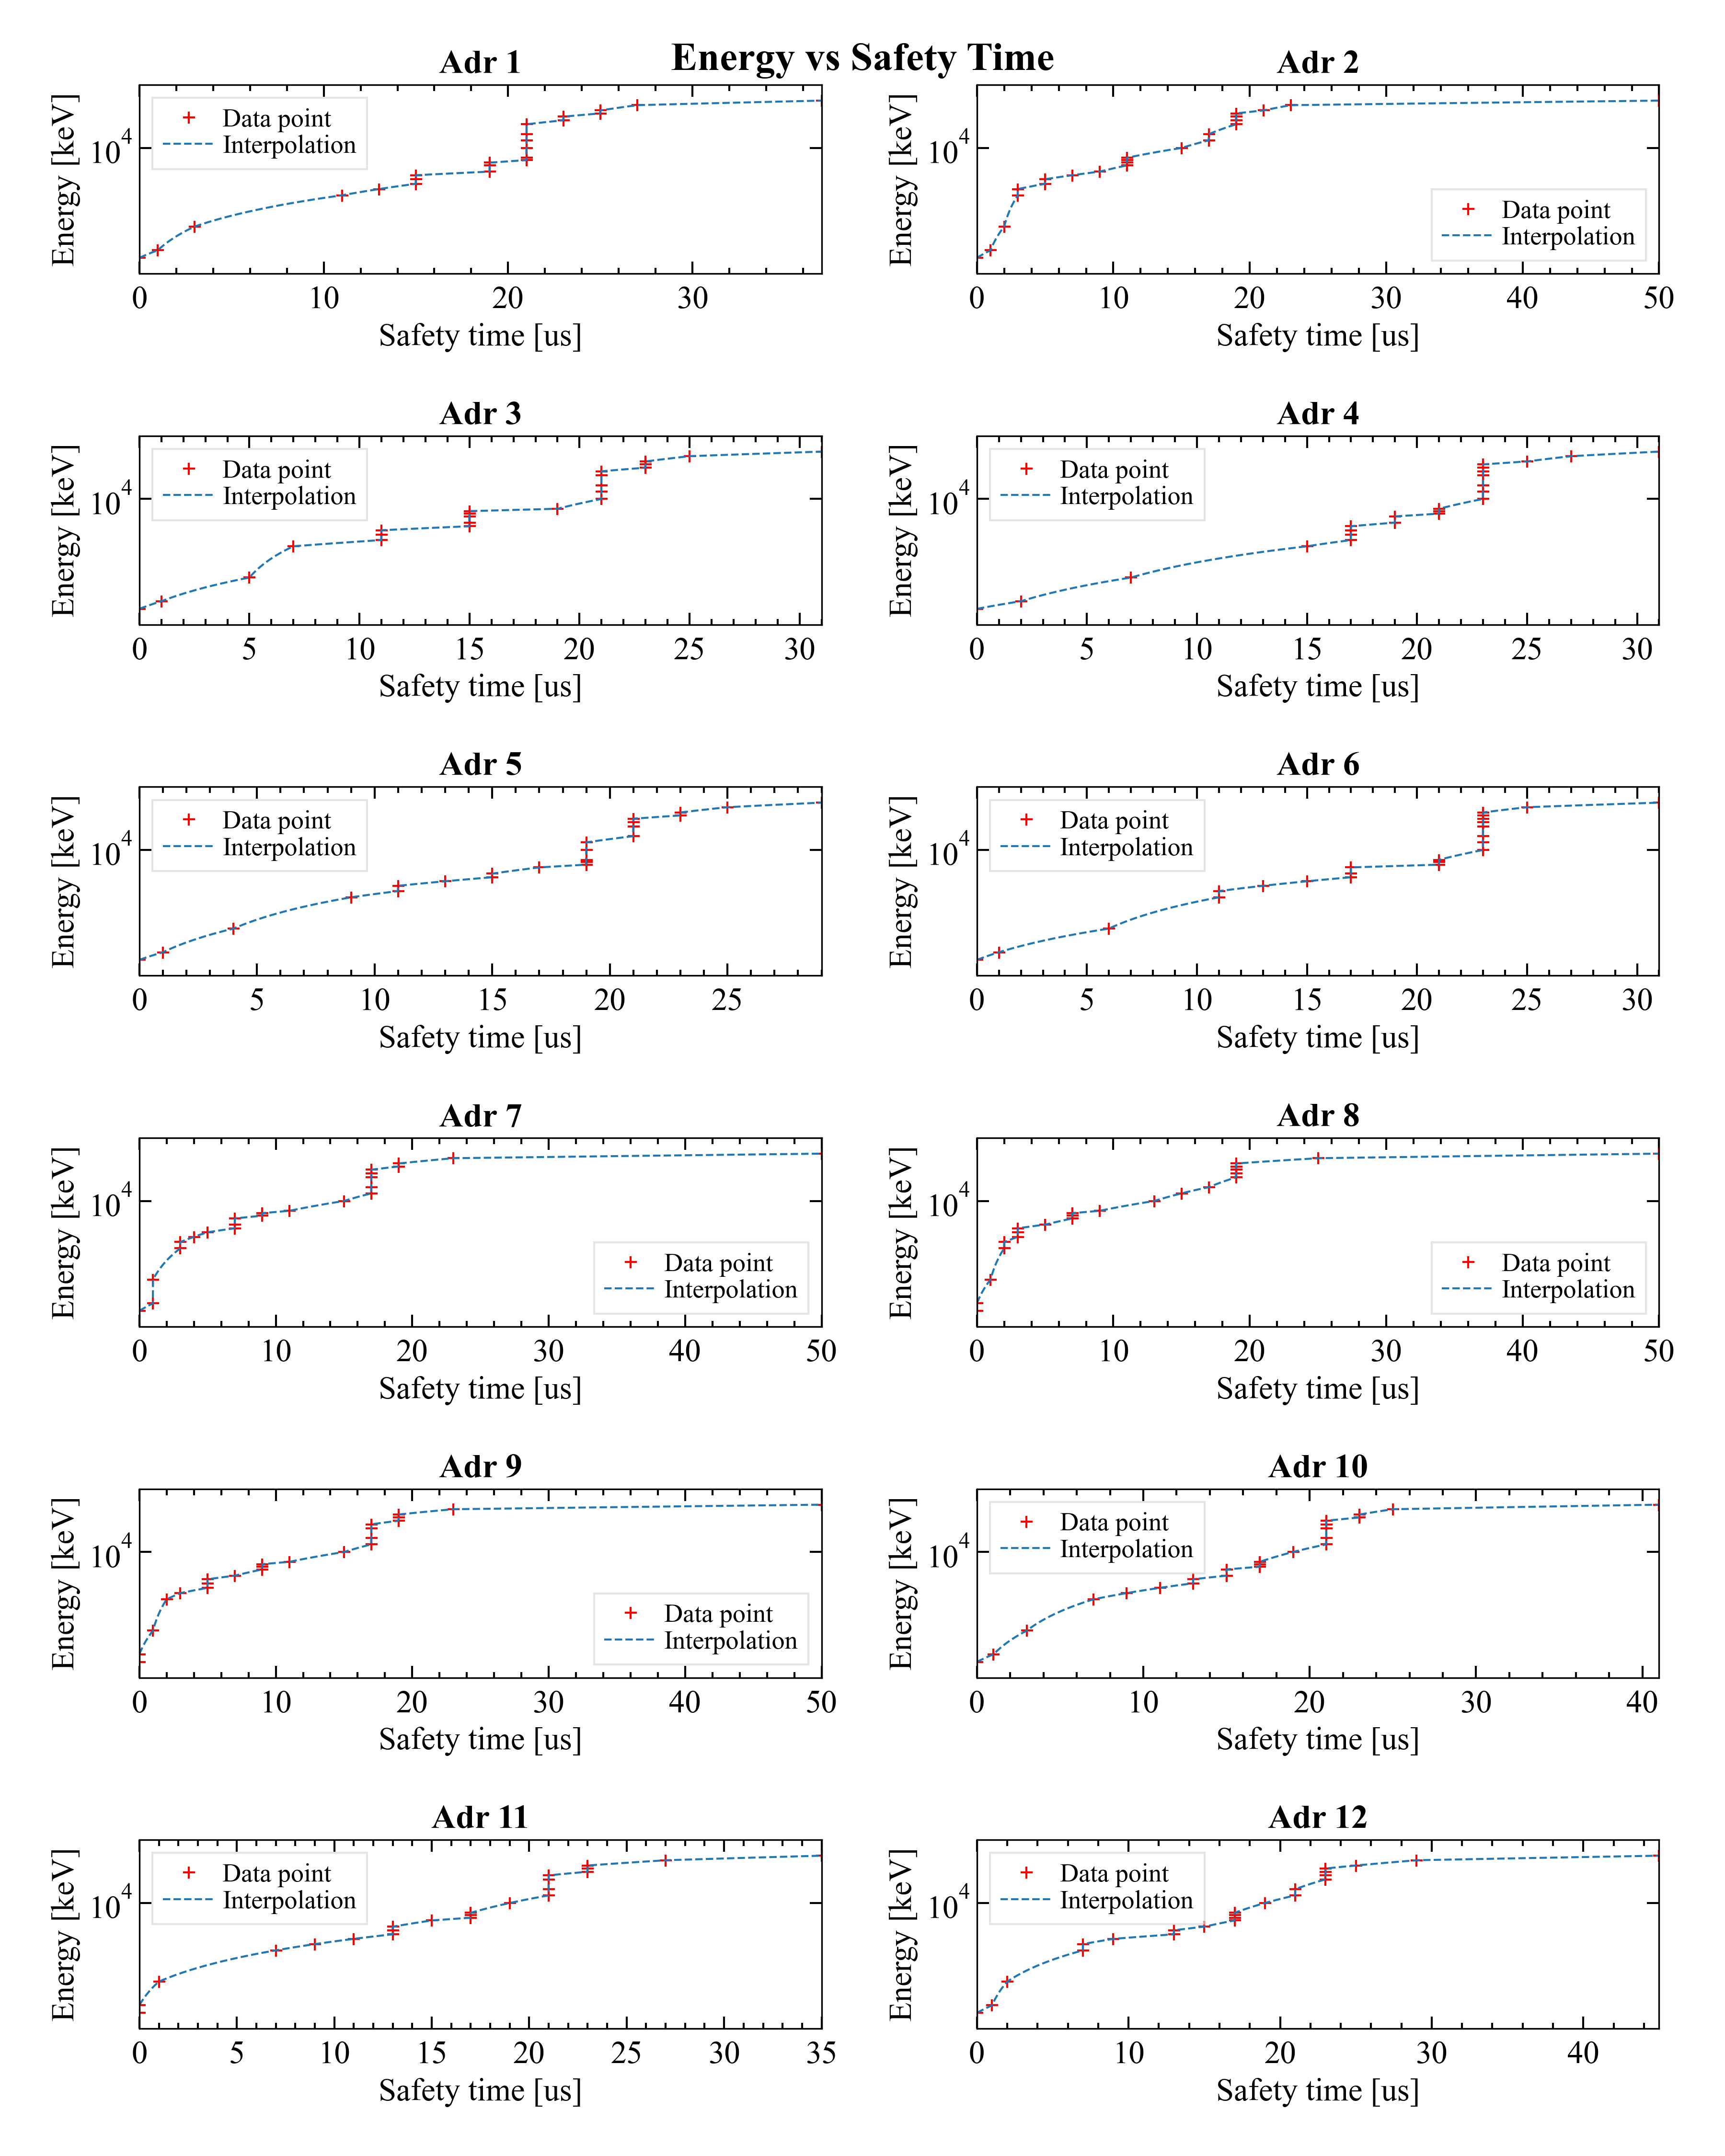 Energy vs Safety Time
Adr 1
Energy [keV]
10^4
Data point
Interpolation
0 10 20 30
Safety time [us]
Adr 2
Energy [keV]
10^4
Data point
Interpolation
0 10 20 30 40 50
Safety time [us]
Adr 3
Energy [keV]
10^4
Data point
Interpolation
0 5 10 15 20 25 30
Safety time [us]
Adr 4
Energy [keV]
10^4
Data point
Interpolation
0 5 10 15 20 25 30
Safety time [us]
Adr 5
Energy [keV]
10^4
Data point
Interpolation
0 5 10 15 20 25
Safety time [us]
Adr 6
Energy [keV]
10^4
Data point
Interpolation
0 5 10 15 20 25 30
Safety time [us]
Adr 7
Energy [keV]
10^4
Data point
Interpolation
0 10 20 30 40 50
Safety time [us]
Adr 8
Energy [keV]
10^4
Data point
Interpolation
0 10 20 30 40 50
Safety time [us]
Adr 9
Energy [keV]
10^4
Data point
Interpolation
0 10 20 30 40 50
Safety time [us]
Adr 10
Energy [keV]
10^4
Data point
Interpolation
0 10 20 30 40
Safety time [us]
Adr 11
Energy [keV]
10^4
Data point
Interpolation
0 5 10 15 20 25 30 35
Safety time [us]
Adr 12
Energy [keV]
10^4
Data point
Interpolation
0 10 20 30 40
Safety time [us]